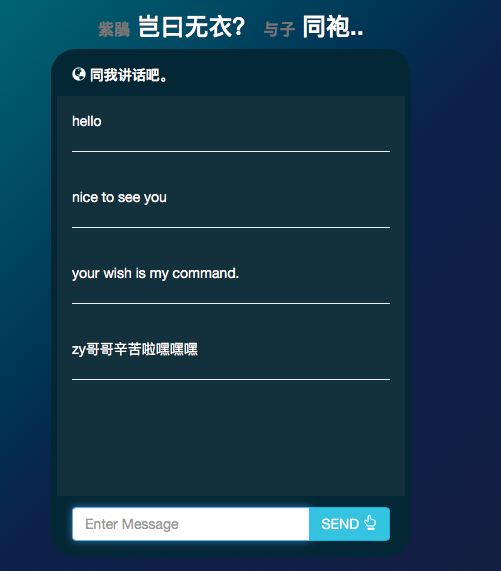 紫鵑 岂曰无衣? 与子 同袍..
同我讲话吧。
hello
nice to see you
your wish is my command.
zy哥哥辛苦啦嘿嘿嘿
Enter Message
SEND